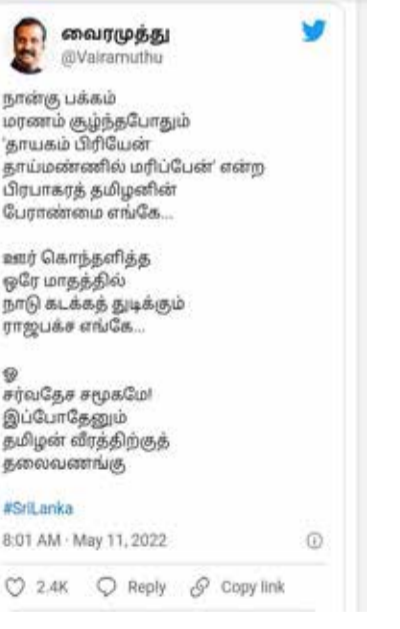 வைரமுத்து
@Vairamuthu
நான்கு பக்கம்
மரணம் சூழ்ந்தபோதும்
'தாயகம் பிரியேன்
தாய்மண்ணில் மரிப்பேன்' என்ற
பிரபாகரத் தமிழனின்
பேராண்மை எங்கே...
ஊர் கொந்தளித்த
ஒரே மாதத்தில்
நாடு கடக்கத் துடிக்கும்
ராஜபக்ச எங்கே...
ஓ
சர்வதேச சமூகமே!
இப்போதேனும்
தமிழன் வீரத்திற்குத்
தலைவணங்கு
#SriLanka
8:01 AM · May 11, 2022
2.4K Reply Copy link